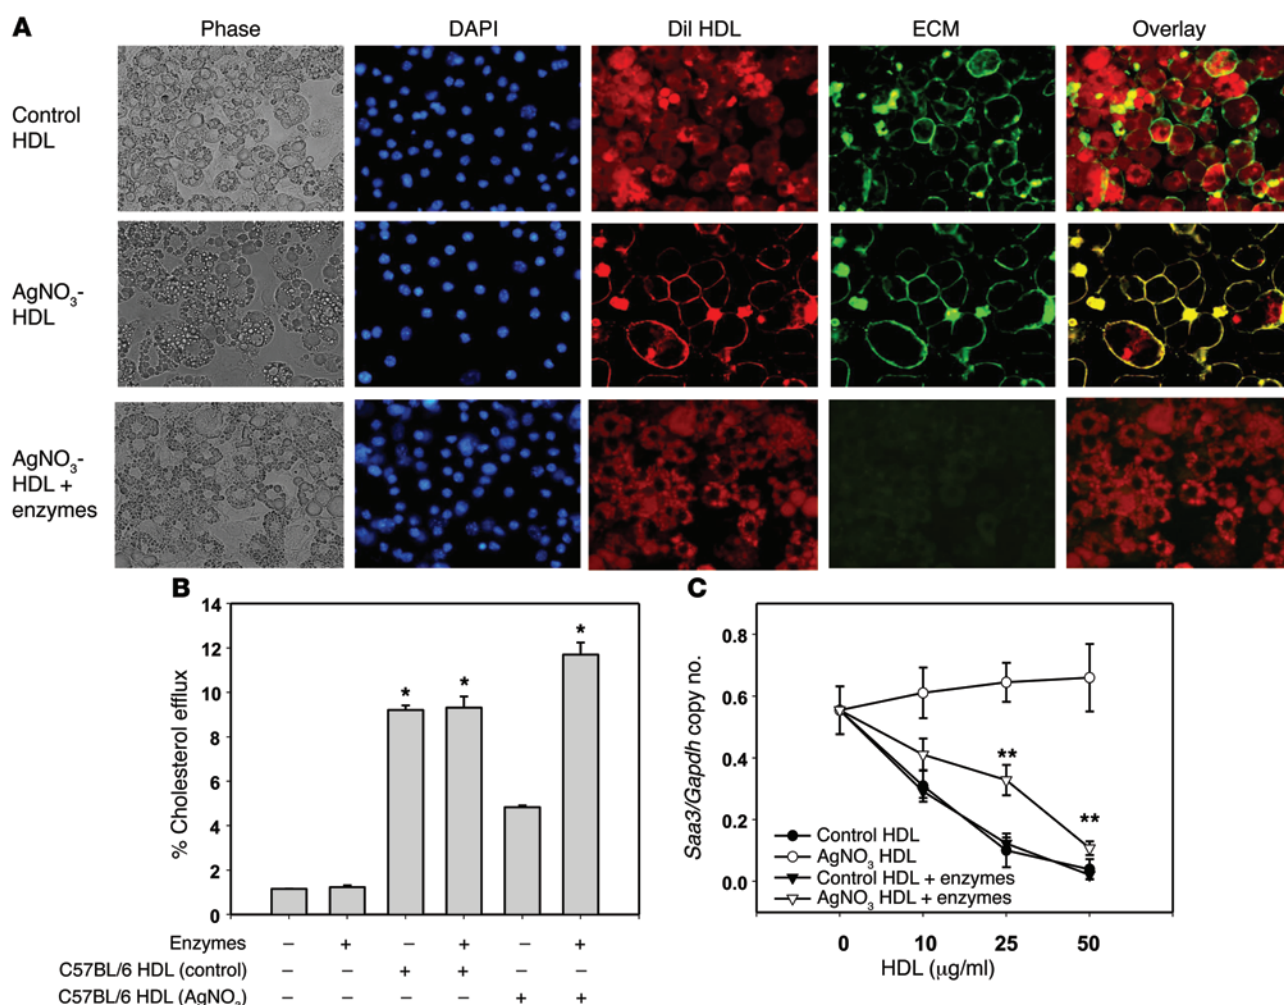 A
Phase DAPI Dil HDL ECM Overlay
Control
HDL
AgNO₃-
HDL
AgNO₃-
HDL +
enzymes
B
14
12
10
8
6
4
2
0
% Cholesterol efflux
* * *
Enzymes – + – + – +
C57BL/6 HDL (control) – – + + – –
C57BL/6 HDL (AgNO₃) – – – – + +
C
0.8
0.6
0.4
0.2
0.0
Saa3/Gapdh copy no.
**
**
Control HDL
AgNO₃ HDL
Control HDL + enzymes
AgNO₃ HDL + enzymes
0 10 25 50
HDL (μg/ml)